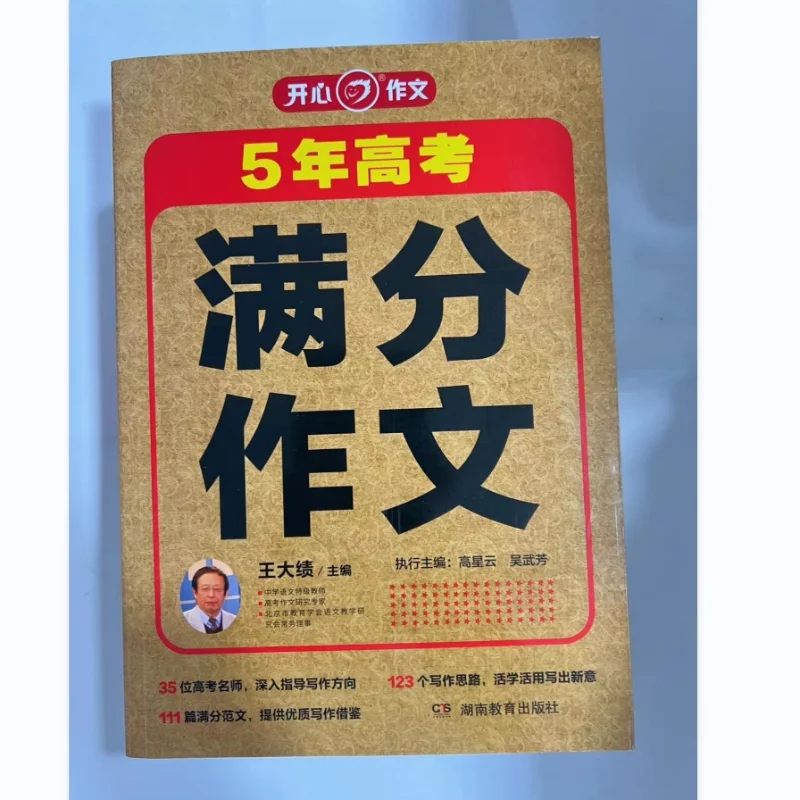 开心®作文
5年高考
满分
作文
王大绩/主编
中学语文特级教师
高考作文研究专家
北京市教育学会语文教学研
究会常务理事
执行主编：高星云 吴武芳
35位高考名师，深入指导写作方向
123个写作思路，活学活用写出新意
111篇满分范文，提供优质写作借鉴
湖南教育出版社